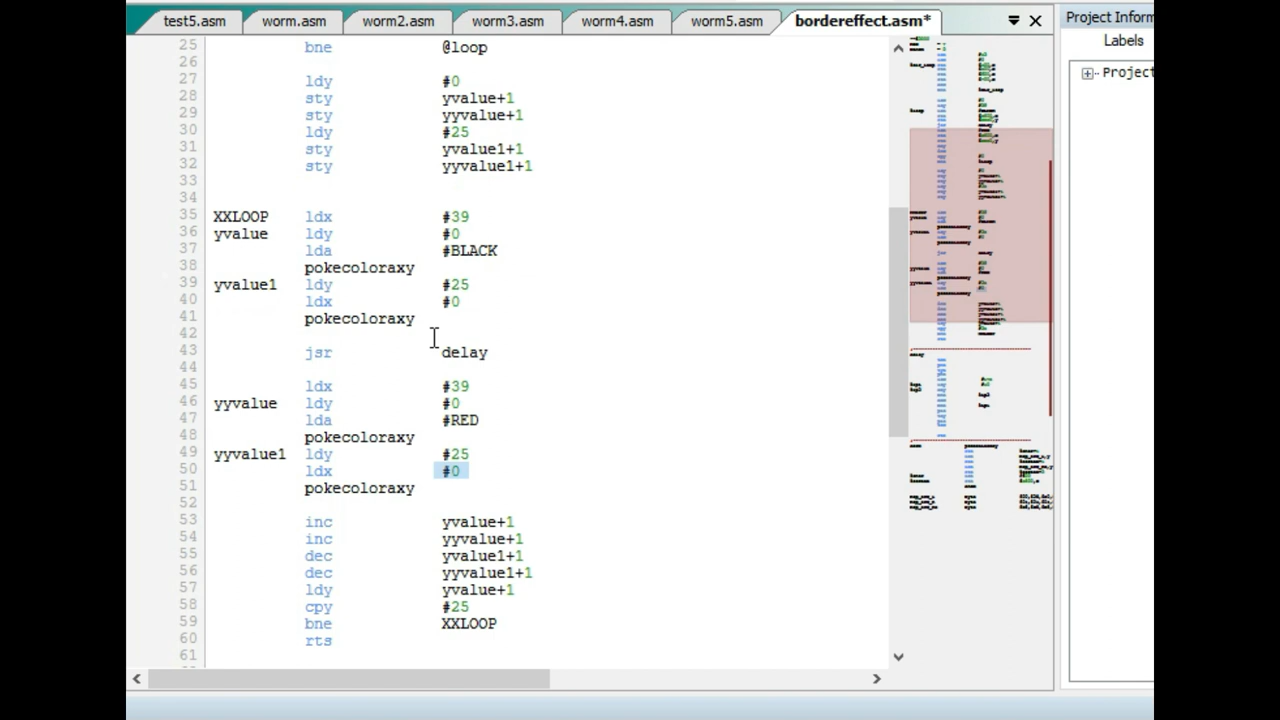 test5.asm worm.asm worm2.asm worm3.asm worm4.asm worm5.asm bordereffect.asm* Project Inform
Labels
Project
25 bne @loop
26
27 ldy #0
28 sty yvalue+1
29 sty yyvalue+1
30 ldy #25
31 sty yvalue1+1
32 sty yyvalue1+1
33
34
35 XXLOOP ldx #39
36 yvalue ldy #0
37 lda #BLACK
38 pokecoloraxy
39 yvalue1 ldy #25
40 ldx #0
41 pokecoloraxy
42
43 jsr delay
44
45 ldx #39
46 yyvalue ldy #0
47 lda #RED
48 pokecoloraxy
49 yyvalue1 ldy #25
50 ldx #0
51 pokecoloraxy
52
53 inc yvalue+1
54 inc yyvalue+1
55 dec yvalue1+1
56 dec yyvalue1+1
57 ldy yvalue+1
58 cpy #25
59 bne XXLOOP
60 rts
61